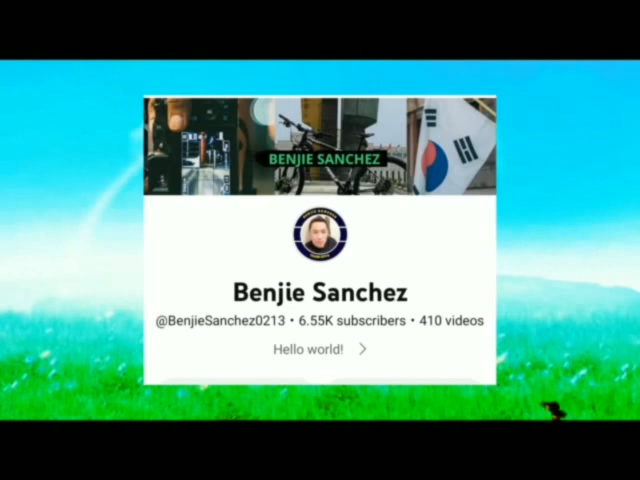 BENJIE SANCHEZ
Benjie Sanchez
@BenjieSanchez0213 • 6.55K subscribers • 410 videos
Hello world!